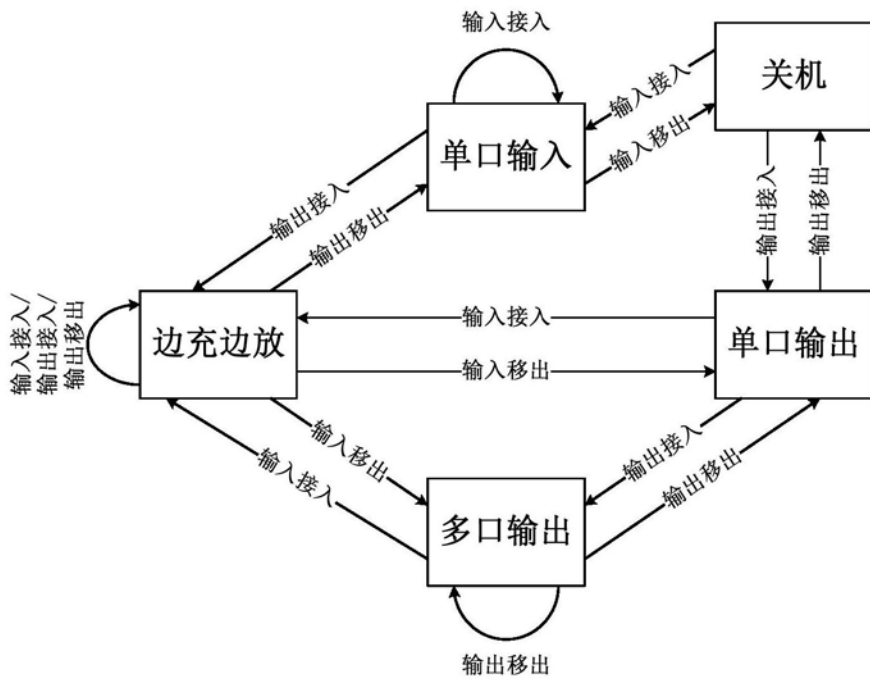 输入接入
关机
输入接入
单口输入
输入移出
输出接入
输出移出
输出接入
输出移出
输入接入/
输出接入/
输出移出
边充边放
输入接入
单口输出
输入移出
输入移出
输入接入
输出接入
输出移出
多口输出
输出移出